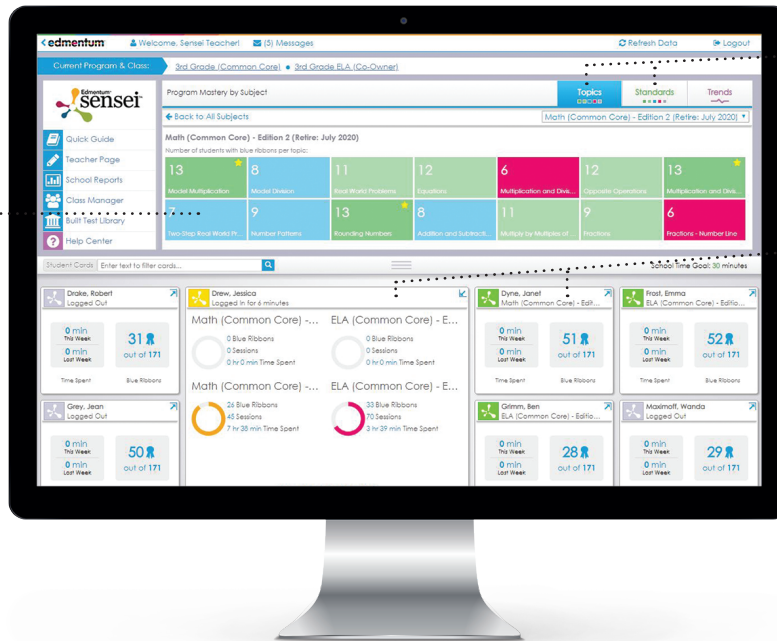 edmentum
Welcome, Sensei Teacher!
(5) Messages
Refresh Data
Logout
Current Program & Class:
3rd Grade (Common Core)
3rd Grade ELA (Co-Owner)
Edmentum
Sensei
Quick Guide
Teacher Page
School Reports
Class Manager
Built Test Library
Help Center
Program Mastery by Subject
Topics
Standards
Trends
Back to All Subjects
Math (Common Core) - Edition 2 (Retire: July 2020)
Math (Common Core) - Edition 2 (Retire: July 2020)
Number of students with blue ribbons per topic:
13
Model Multiplication
8
Model Division
11
Real World Problems
12
Equations
6
Multiplication and Divis...
12
Opposite Operations
13
Multiplication and Divis...
7
Two-Step Real World Pr...
9
Number Patterns
13
Rounding Numbers
8
Addition and Subtracti...
11
Multiply by Multiples of ...
9
Fractions
6
Fractions - Number Line
Student Cards
Enter text to filter cards...
School Time Goal: 30 minutes
Drake, Robert
Logged Out
0 min
This Week
0 min
Last Week
31
out of 171
Time Spent
Blue Ribbons
Drew, Jessica
Logged in for 6 minutes
Math (Common Core) -...
0 Blue Ribbons
0 Sessions
0 hr 0 min Time Spent
ELA (Common Core) - E...
0 Blue Ribbons
0 Sessions
0 hr 0 min Time Spent
Math (Common Core) -...
26 Blue Ribbons
45 Sessions
7 hr 38 min Time Spent
ELA (Common Core) - E...
33 Blue Ribbons
70 Sessions
3 hr 39 min Time Spent
Dyne, Janet
Math (Common Core) - Edit...
0 min
This Week
0 min
Last Week
51
out of 171
Time Spent
Blue Ribbons
Frost, Emma
ELA (Common Core) - Editio...
0 min
This Week
0 min
Last Week
52
out of 171
Time Spent
Blue Ribbons
Grey, Jean
Logged Out
0 min
This Week
0 min
Last Week
50
out of 171
Grimm, Ben
ELA (Common Core) - Editio...
0 min
This Week
0 min
Last Week
28
out of 171
Maximoff, Wanda
Logged Out
0 min
This Week
0 min
Last Week
29
out of 171